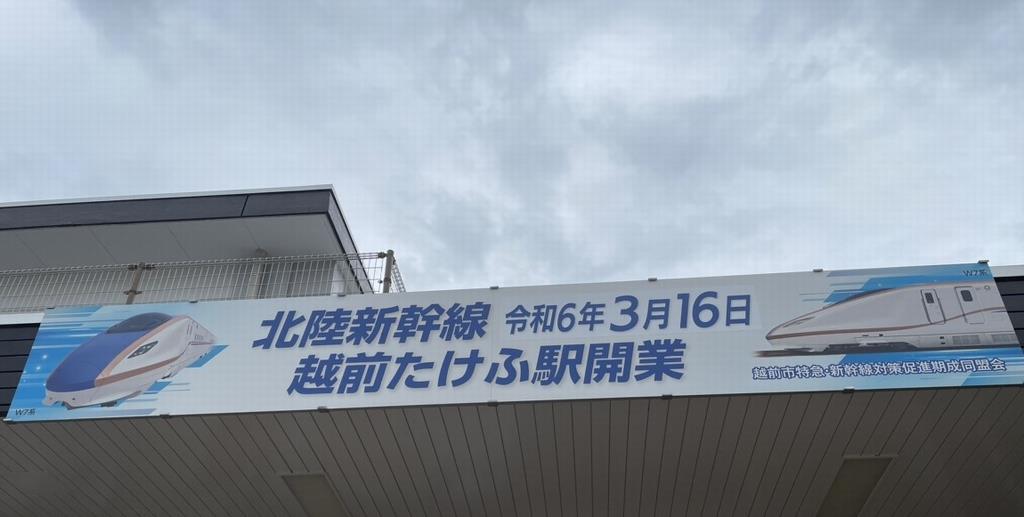 北陸新幹線 令和6年3月16日
越前たけふ駅開業
W7系
W7系
越前市特急・新幹線対策促進期成同盟会